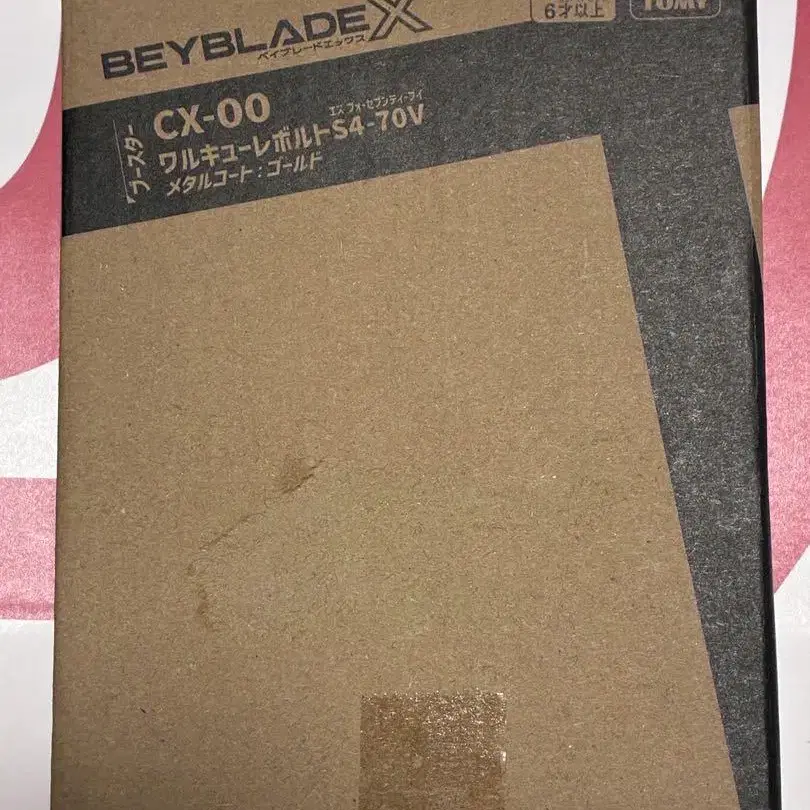 BEYBLADE X
ベイブレードエックス
6才以上
TOMY
ブースター
CX-00
エス フォー セブンティ・ブイ
ワルキューレボルトS4-70V
メタルコート:ゴールド